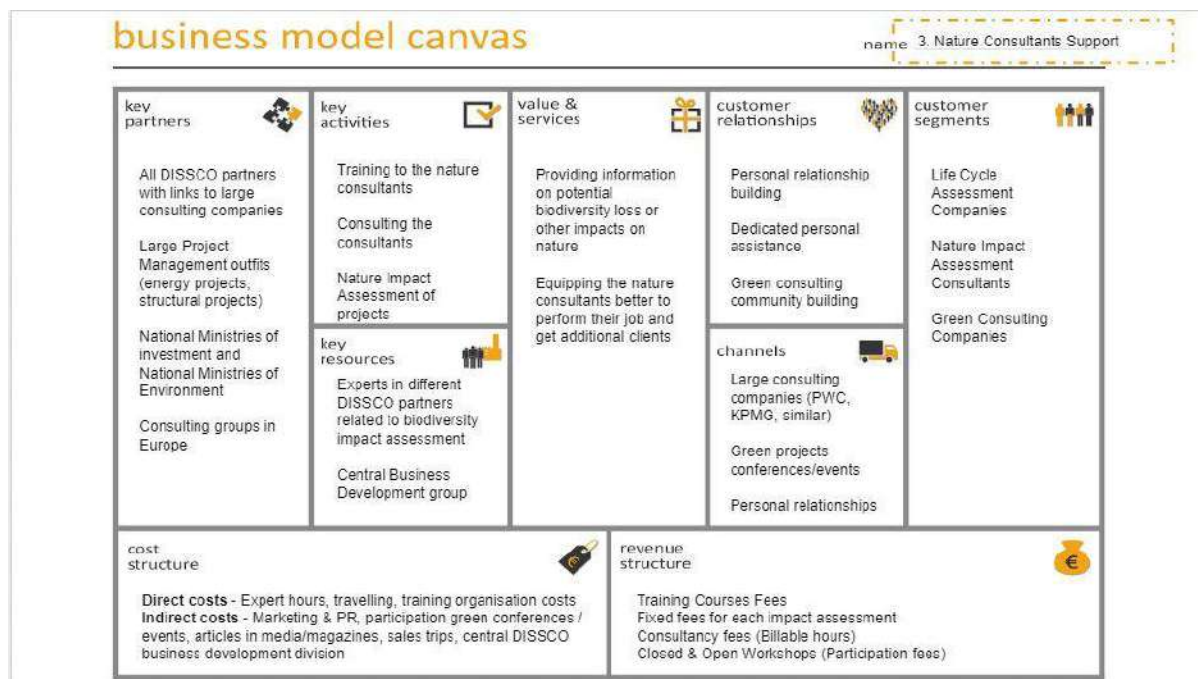 business model canvas
name 3. Nature Consultants Support
key
partners
All DISSCO partners
with links to large
consulting companies
Large Project
Management outfits
(energy projects,
structural projects)
National Ministries of
investment and
National Ministries of
Environment
Consulting groups in
Europe
key
activities
Training to the nature
consultants
Consulting the
consultants
Nature Impact
Assessment of
projects
key
resources
Experts in different
DISSCO partners
related to biodiversity
impact assessment
Central Business
Development group
value &
services
Providing information
on potential
biodiversity loss or
other impacts on
nature
Equipping the nature
consultants better to
perform their job and
get additional clients
customer
relationships
Personal relationship
building
Dedicated personal
assistance
Green consulting
community building
channels
Large consulting
companies (PWC,
KPMG, similar)
Green projects
conferences/events
Personal relationships
customer
segments
Life Cycle
Assessment
Companies
Nature Impact
Assessment
Consultants
Green Consulting
Companies
cost
structure
Direct costs - Expert hours, travelling, training organisation costs
Indirect costs - Marketing & PR, participation green conferences /
events, articles in media/magazines, sales trips, central DISSCO
business development division
revenue
structure
€
Training Courses Fees
Fixed fees for each impact assessment
Consultancy fees (Billable hours)
Closed & Open Workshops (Participation fees)